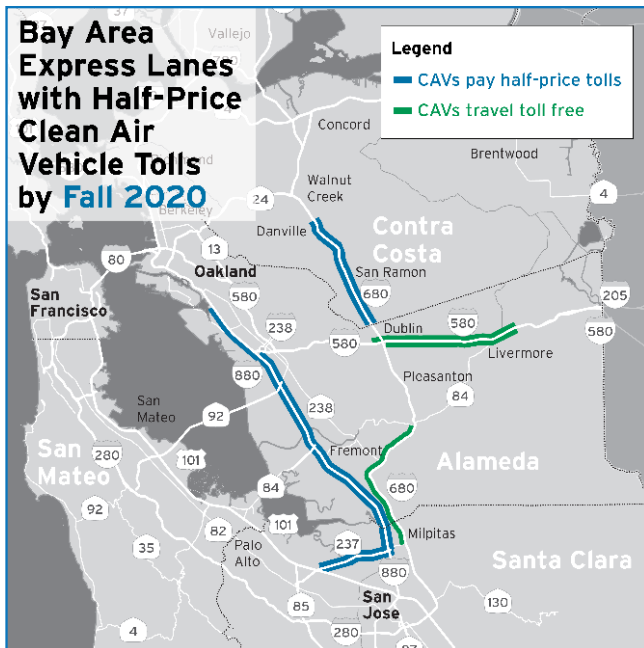 Bay Area
Express Lanes
with Half-Price
Clean Air
Vehicle Tolls
by Fall 2020
Legend
CAVs pay half-price tolls
CAVs travel toll free
37
Vallejo
Concord
Brentwood
4
Walnut
Creek
24
Berkeley
Danville
Contra
Costa
13
80
Oakland
San Ramon
680
580
205
San
Francisco
238
Dublin
580
580
580
Livermore
880
Pleasanton
84
San
Mateo
92
238
San
Mateo
280
101
Fremont
Alameda
84
680
92
101
82
237
Milpitas
35
Palo
Alto
Santa Clara
880
85
San
Jose
130
4
280
87